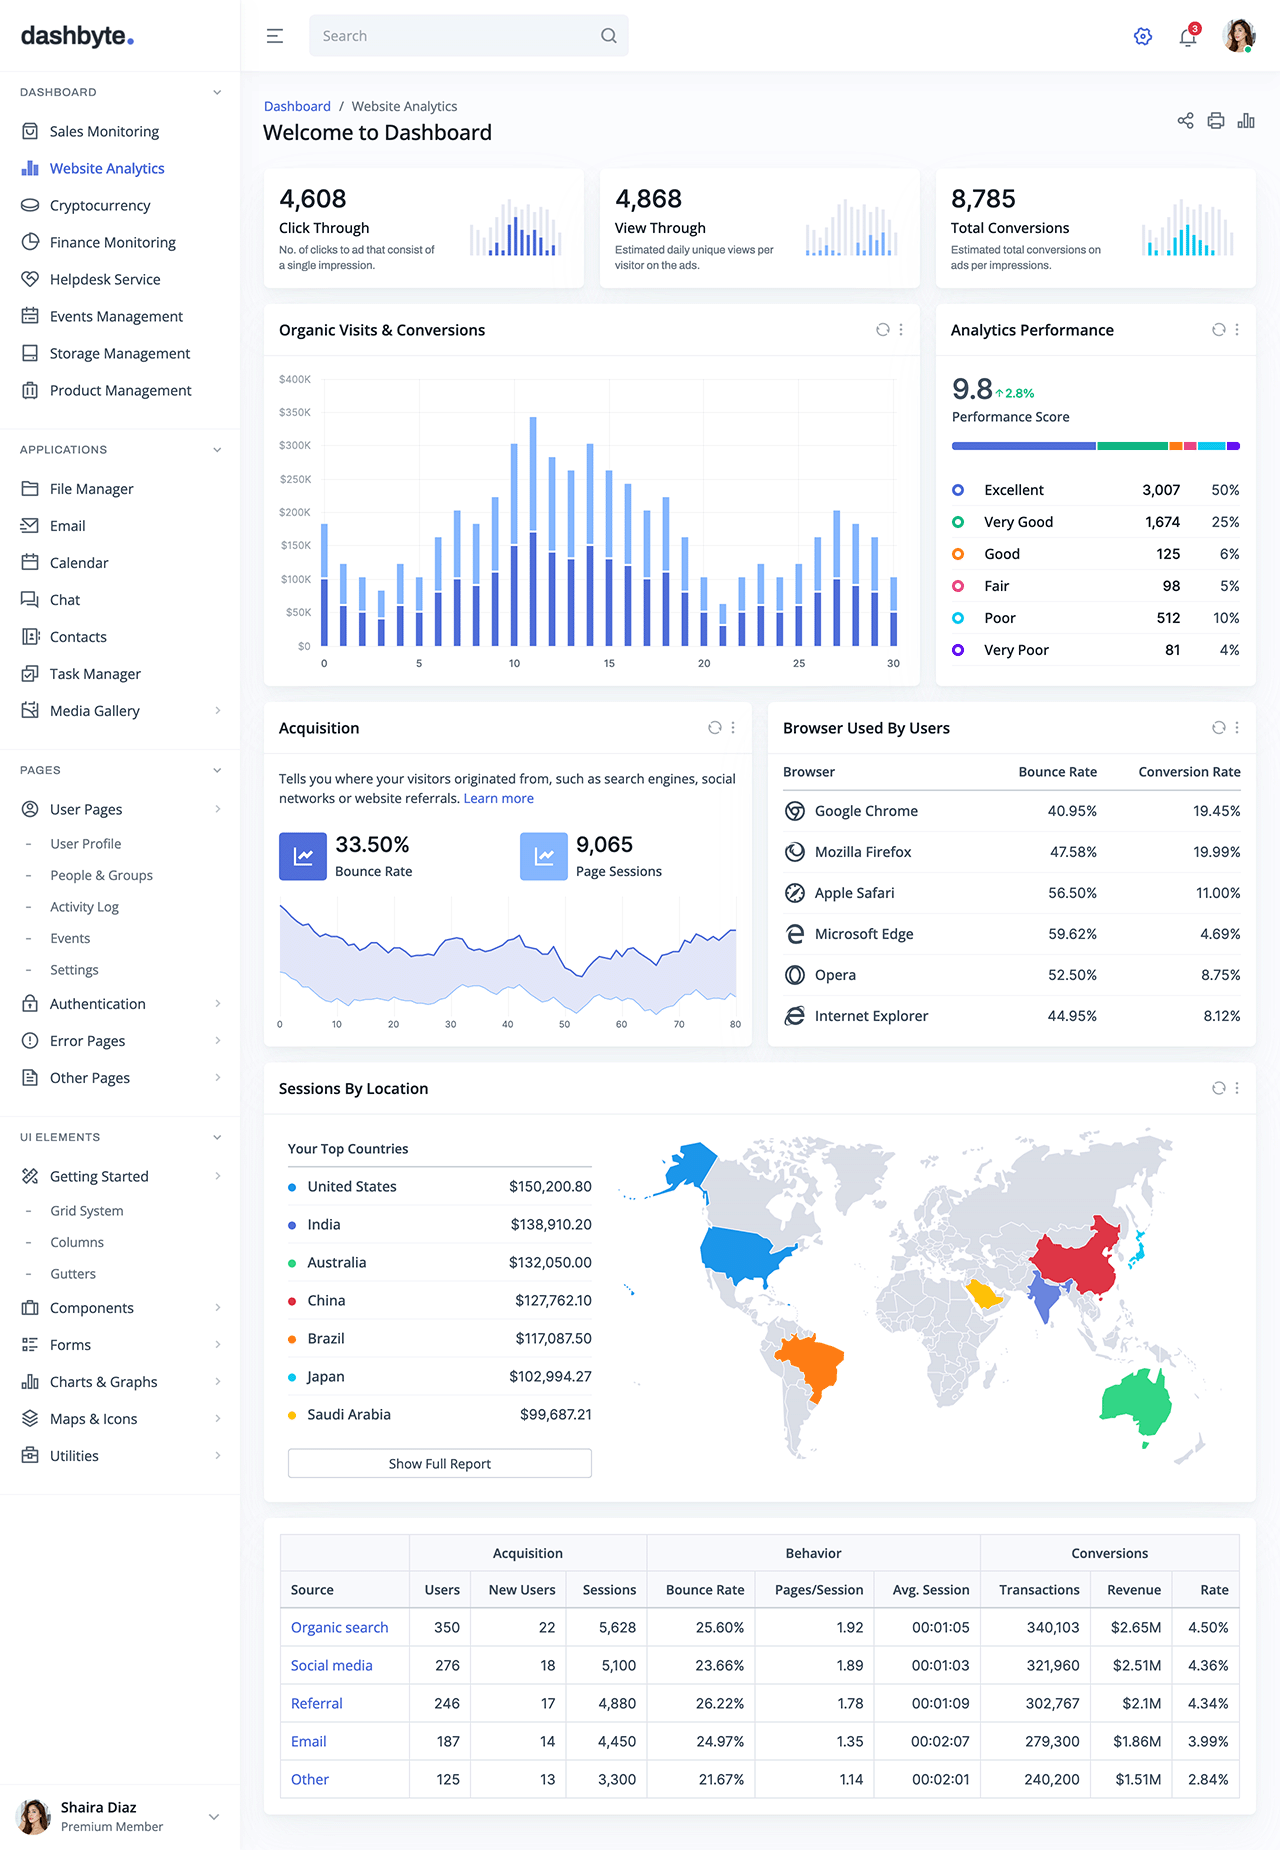 dashbyte.
Search
3
DASHBOARD
Sales Monitoring
Website Analytics
Cryptocurrency
Finance Monitoring
Helpdesk Service
Events Management
Storage Management
Product Management
APPLICATIONS
File Manager
Email
Calendar
Chat
Contacts
Task Manager
Media Gallery
PAGES
User Pages
- User Profile
- People & Groups
- Activity Log
- Events
- Settings
Authentication
Error Pages
Other Pages
UI ELEMENTS
Getting Started
- Grid System
- Columns
- Gutters
Components
Forms
Charts & Graphs
Maps & Icons
Utilities
Shaira Diaz
Premium Member
Dashboard / Website Analytics
Welcome to Dashboard
4,608
Click Through
No. of clicks to ad that consist of
a single impression.
4,868
View Through
Estimated daily unique views per
visitor on the ads.
8,785
Total Conversions
Estimated total conversions on
ads per impressions.
Organic Visits & Conversions
$400K
$350K
$300K
$250K
$200K
$150K
$100K
$50K
$0
0 5 10 15 20 25 30
Analytics Performance
9.8 2.8%
Performance Score
Excellent 3,007 50%
Very Good 1,674 25%
Good 125 6%
Fair 98 5%
Poor 512 10%
Very Poor 81 4%
Acquisition
Tells you where your visitors originated from, such as search engines, social
networks or website referrals. Learn more
33.50%
Bounce Rate
9,065
Page Sessions
0 10 20 30 40 50 60 70 80
Browser Used By Users
Browser Bounce Rate Conversion Rate
Google Chrome 40.95% 19.45%
Mozilla Firefox 47.58% 19.99%
Apple Safari 56.50% 11.00%
Microsoft Edge 59.62% 4.69%
Opera 52.50% 8.75%
Internet Explorer 44.95% 8.12%
Sessions By Location
Your Top Countries
United States $150,200.80
India $138,910.20
Australia $132,050.00
China $127,762.10
Brazil $117,087.50
Japan $102,994.27
Saudi Arabia $99,687.21
Show Full Report
Acquisition Behavior Conversions
Source Users New Users Sessions Bounce Rate Pages/Session Avg. Session Transactions Revenue Rate
Organic search 350 22 5,628 25.60% 1.92 00:01:05 340,103 $2.65M 4.50%
Social media 276 18 5,100 23.66% 1.89 00:01:03 321,960 $2.51M 4.36%
Referral 246 17 4,880 26.22% 1.78 00:01:09 302,767 $2.1M 4.34%
Email 187 14 4,450 24.97% 1.35 00:02:07 279,300 $1.86M 3.99%
Other 125 13 3,300 21.67% 1.14 00:02:01 240,200 $1.51M 2.84%